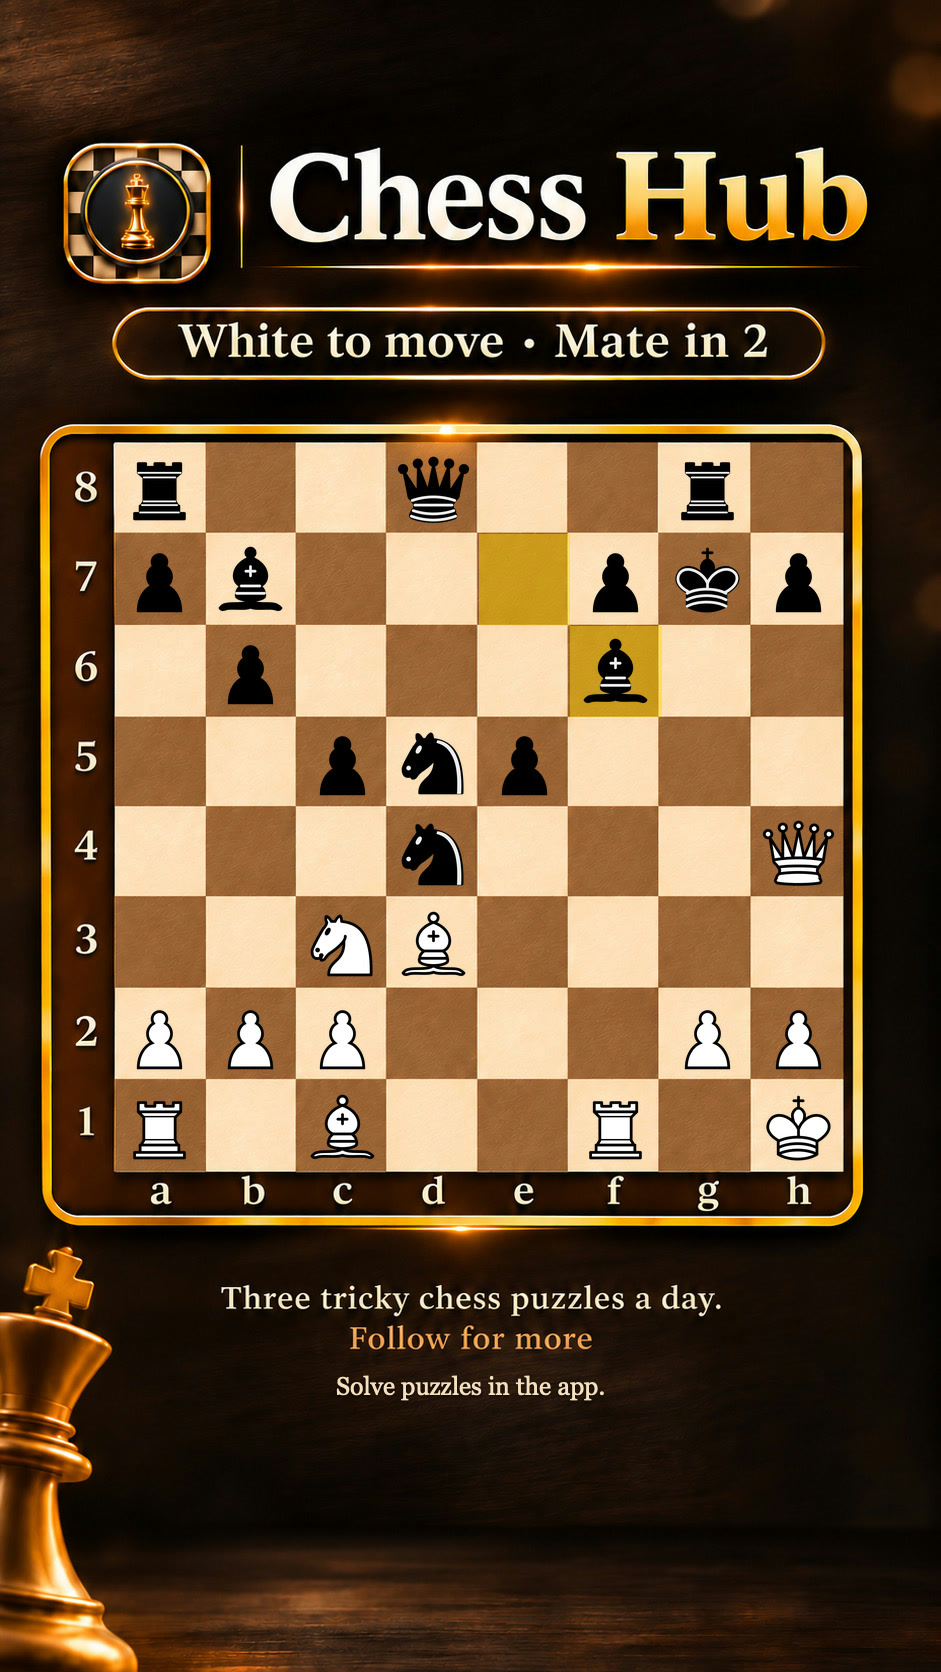 Chess Hub
White to move • Mate in 2
8
7
6
5
4
3
2
1
a b c d e f g h
Three tricky chess puzzles a day.
Follow for more
Solve puzzles in the app.